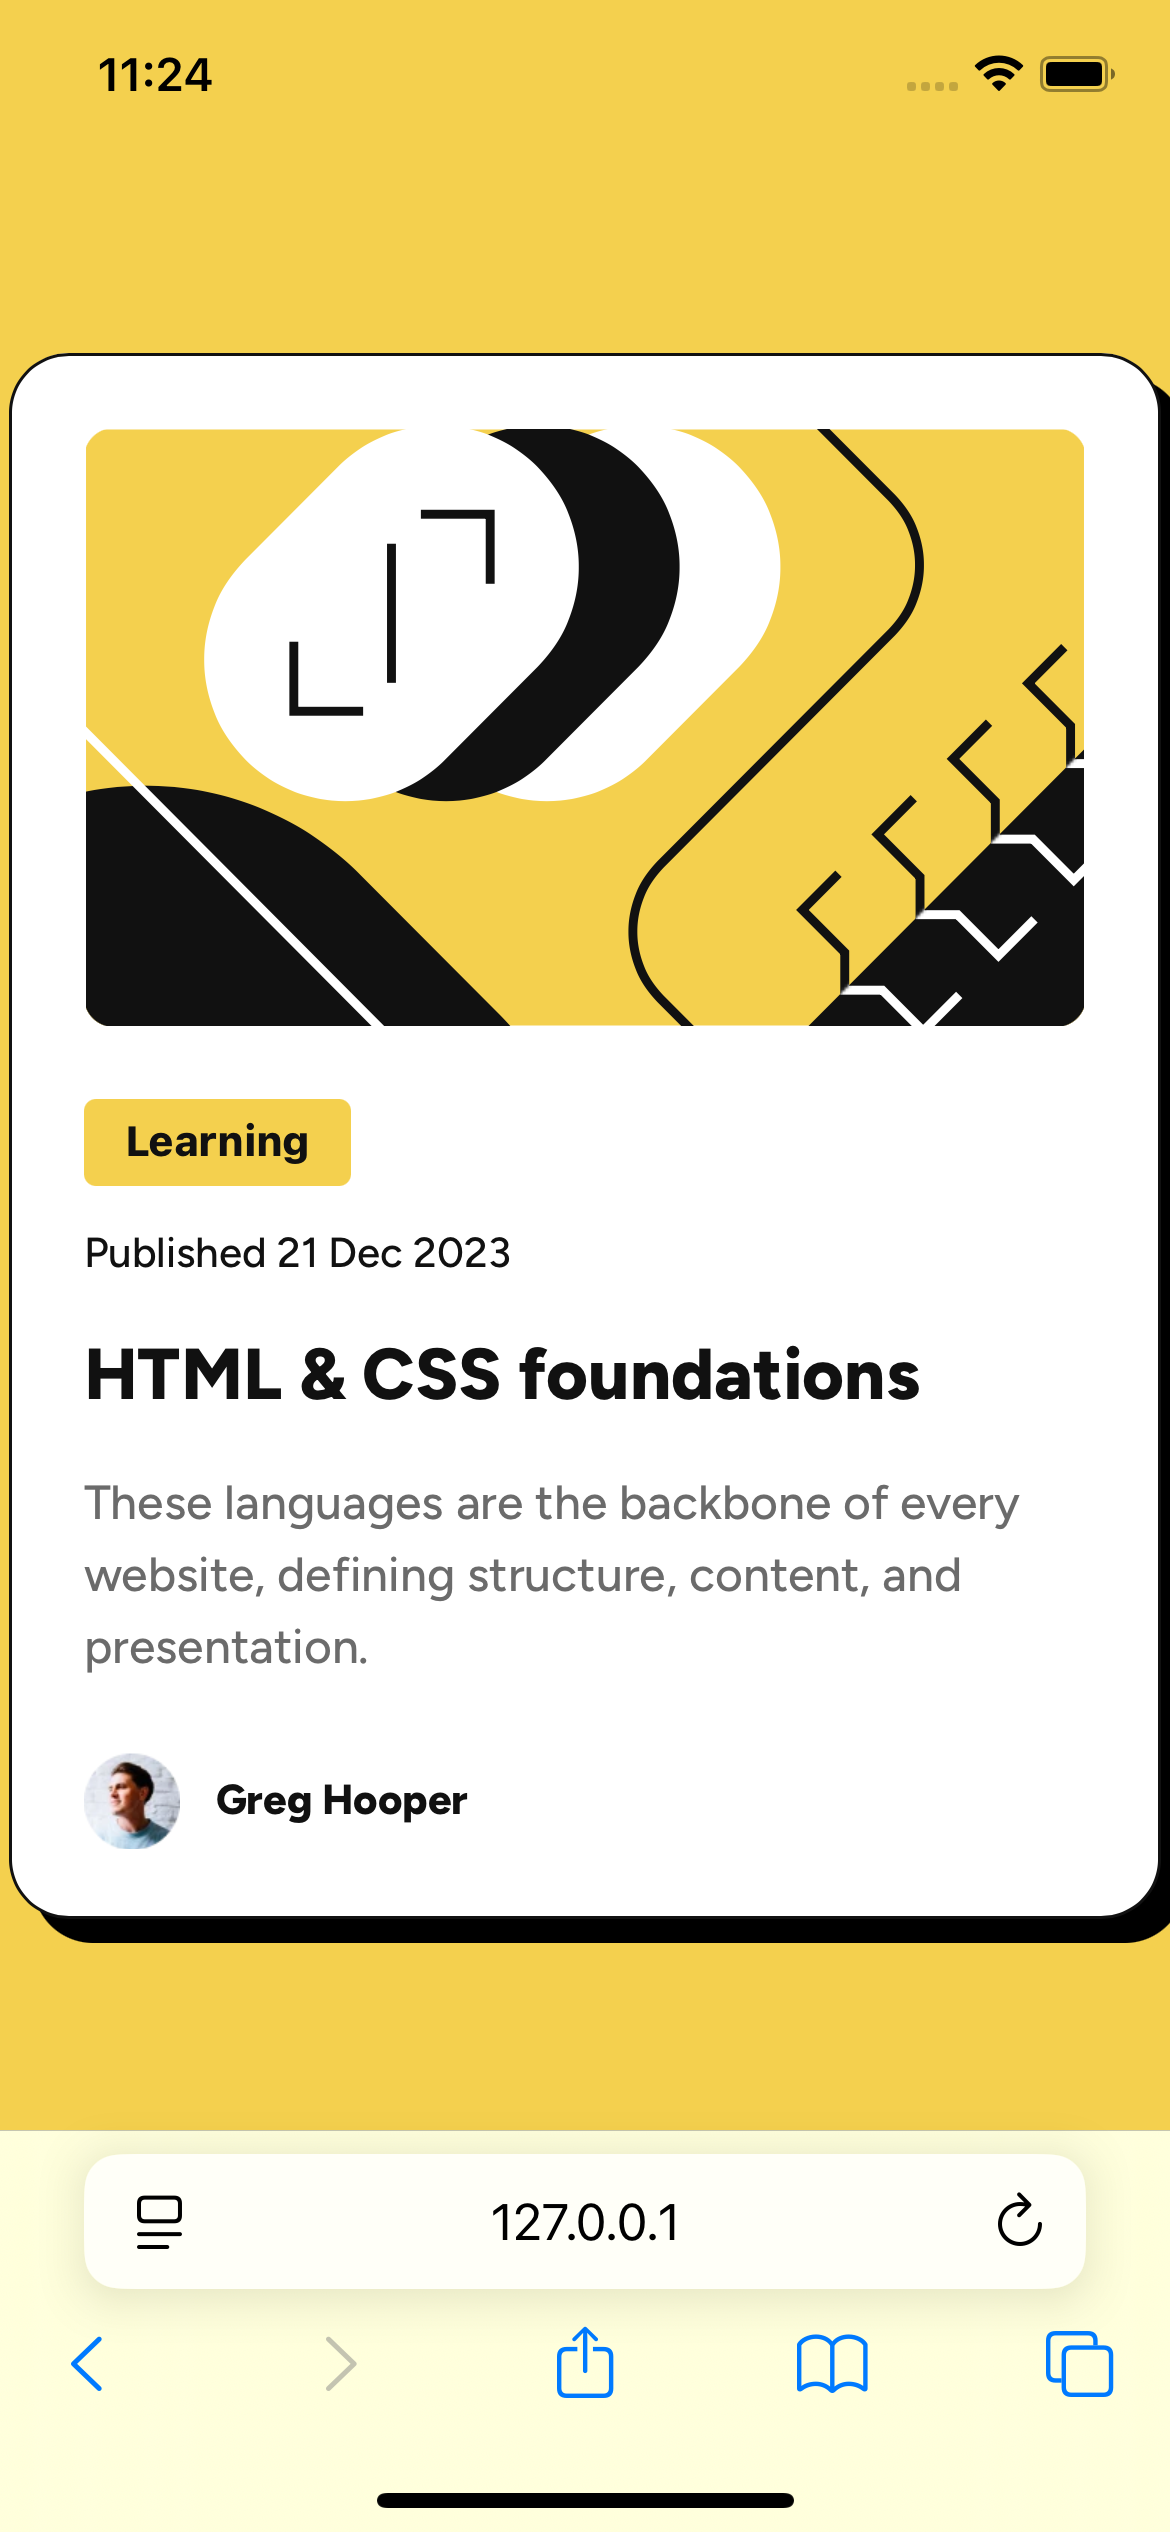 11:24
Learning
Published 21 Dec 2023
HTML & CSS foundations
These languages are the backbone of every
website, defining structure, content, and
presentation.
Greg Hooper
127.0.0.1